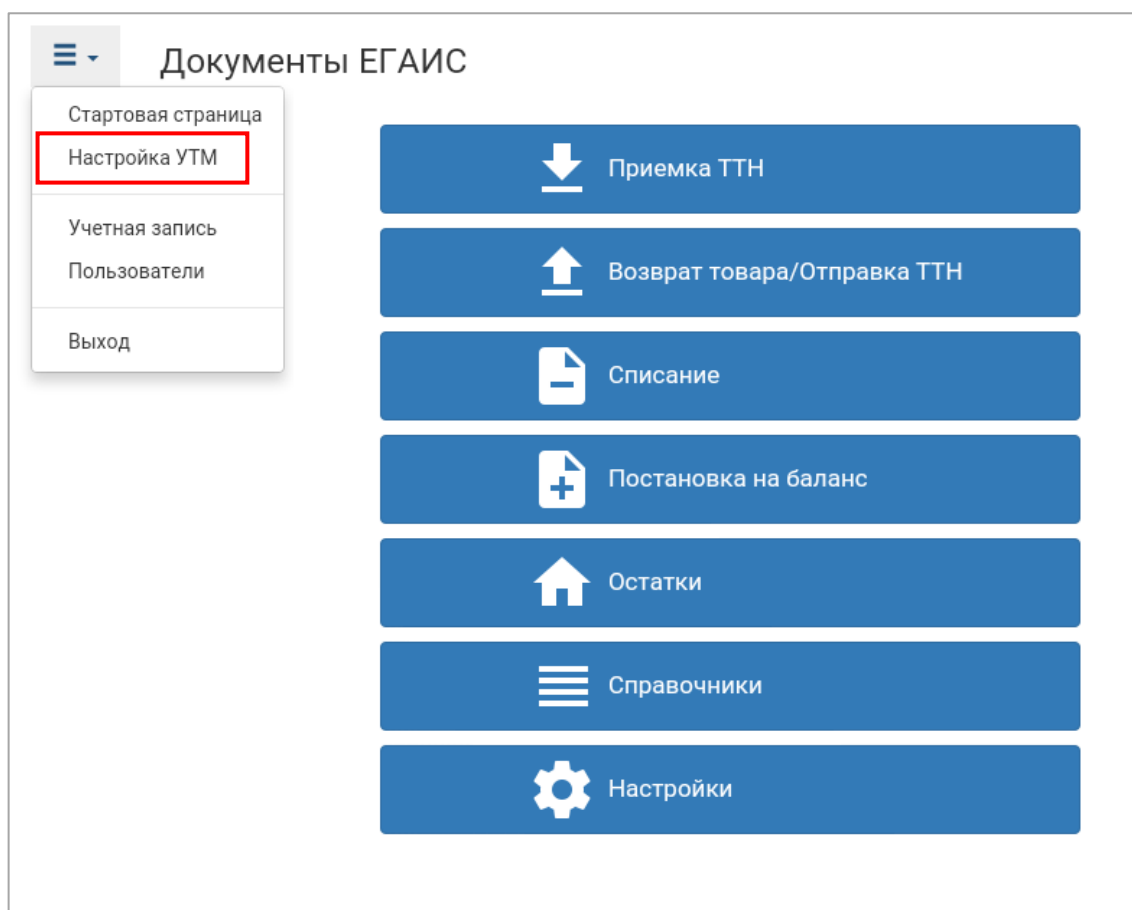 Документы ЕГАИС
Стартовая страница
Настройка УТМ
Учетная запись
Пользователи
Выход
Приемка ТТН
Возврат товара/Отправка ТТН
Списание
Постановка на баланс
Остатки
Справочники
Настройки